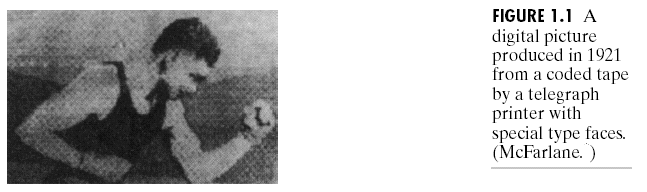 FIGURE 1.1 A
digital picture
produced in 1921
from a coded tape
by a telegraph
printer with
special type faces.
(McFarlane.)